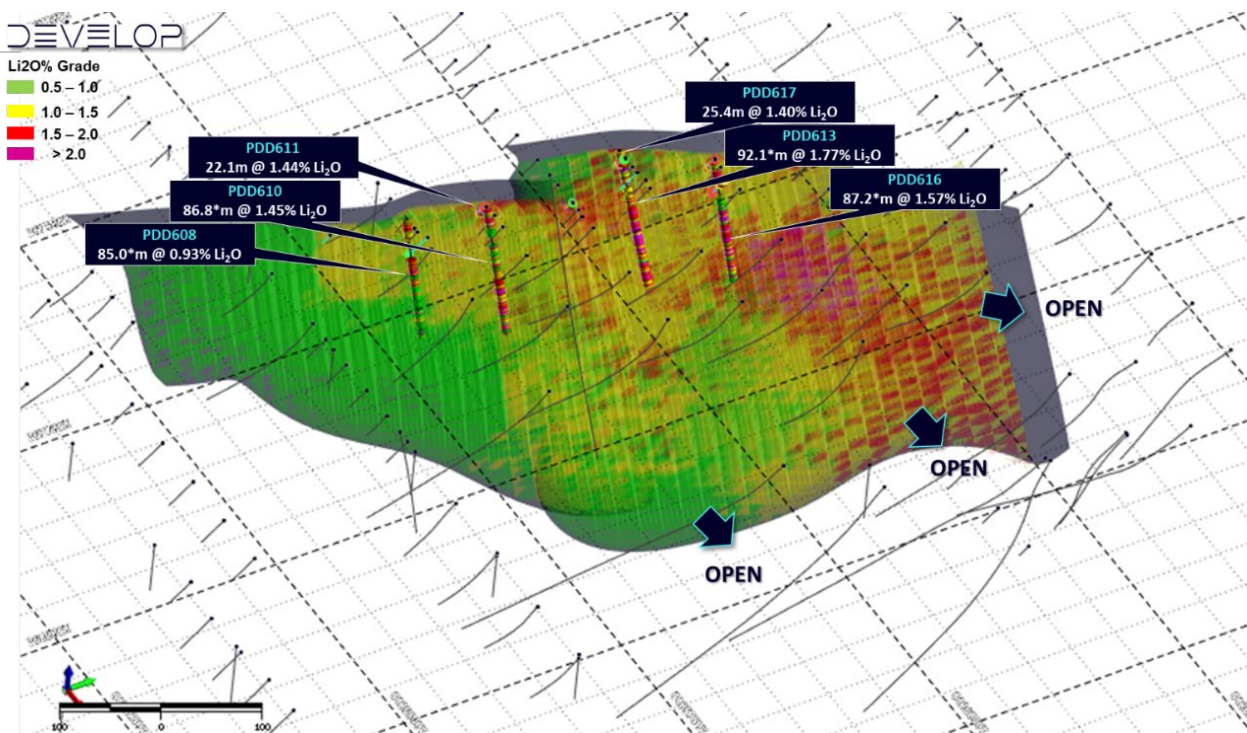 DEVELOP
Li2O% Grade
0.5 – 1.0
1.0 – 1.5
1.5 – 2.0
> 2.0
PDD617
25.4m @ 1.40% Li₂O
PDD613
92.1*m @ 1.77% Li₂O
PDD611
22.1m @ 1.44% Li₂O
PDD616
87.2*m @ 1.57% Li₂O
PDD610
86.8*m @ 1.45% Li₂O
PDD608
85.0*m @ 0.93% Li₂O
OPEN
OPEN
OPEN
100 0 100